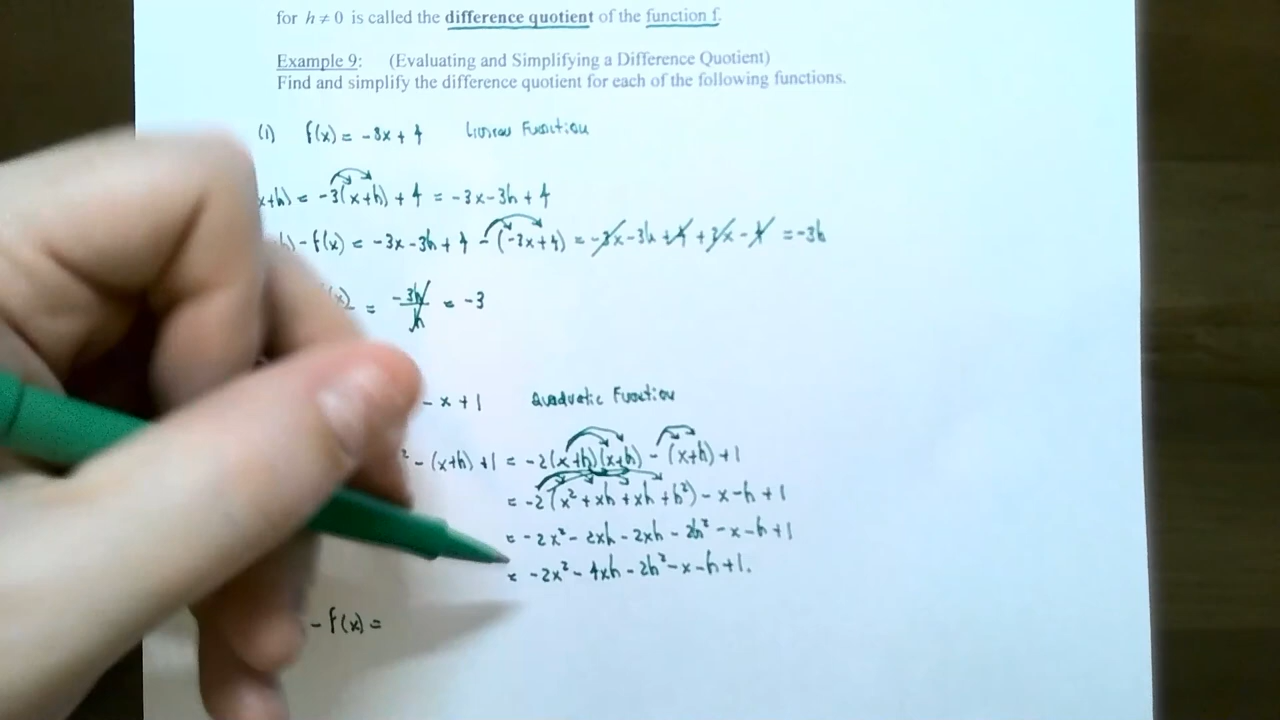 for h ≠ 0 is called the difference quotient of the function f.
Example 9: (Evaluating and Simplifying a Difference Quotient)
Find and simplify the difference quotient for each of the following functions.
(1) f(x) = -3x + 4 Linear Function
x+h) = -3(x+h) + 4 = -3x - 3h + 4
h) - f(x) = -3x - 3h + 4 - (-3x + 4) = -3x - 3h + 4 + 3x - 4 = -3h
(x) = -3h/h = -3
- x + 1 Quadratic Function
² - (x+h) + 1 = -2(x+h)(x+h) - (x+h) + 1
= -2(x² + xh + xh + h²) - x - h + 1
= -2x² - 2xh - 2xh - 2h² - x - h + 1
= -2x² - 4xh - 2h² - x - h + 1.
- f(x) =